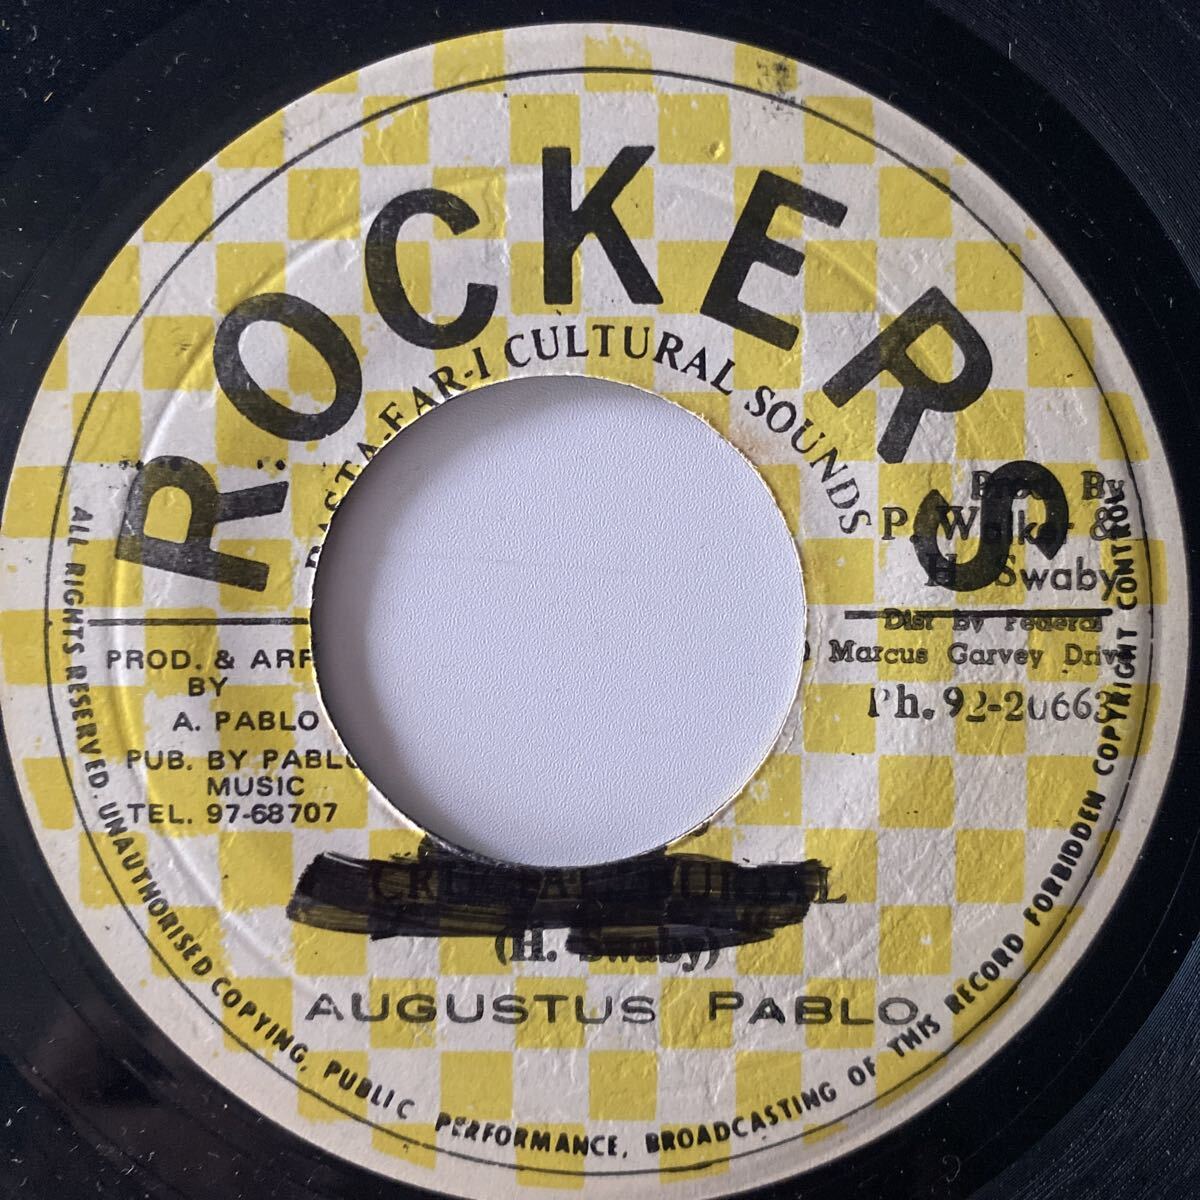 ROCKERS
RASTA-FAR-I CULTURAL SOUNDS
Prod By
P. Walker &
H. Swaby
Dist By Federal
Marcus Garvey Drive
Ph. 92-20663
PROD. & ARR
BY
A. PABLO
PUB. BY PABLO
MUSIC
TEL. 97-68707
(H. Swaby)
AUGUSTUS PABLO
ALL RIGHTS RESERVED. UNAUTHORISED COPYING, PUBLIC PERFORMANCE, BROADCASTING OF THIS RECORD FORBIDDEN COPYRIGHT CONTROL